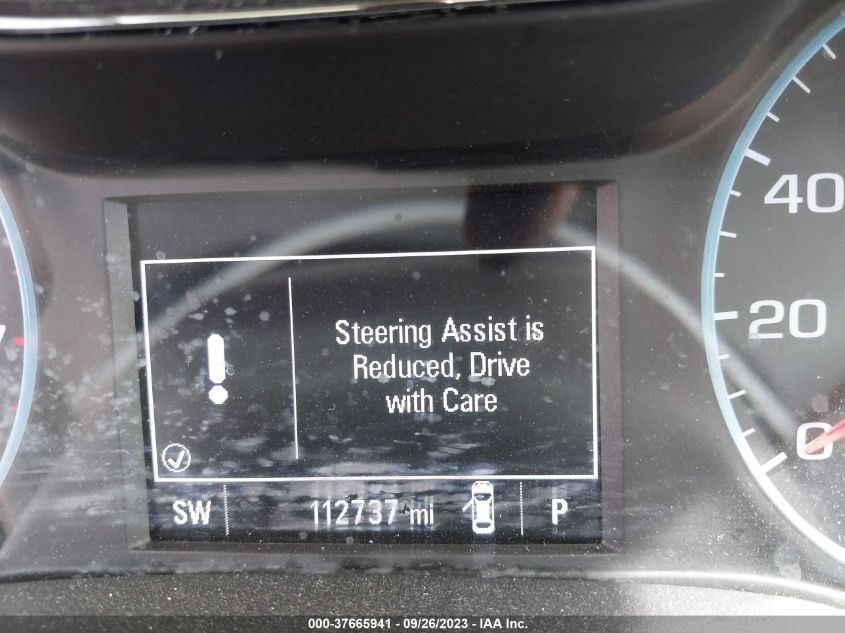 40
20
0
7
Steering Assist is
Reduced, Drive
with Care
SW 112737 mi P
000-37665941 - 09/26/2023 - IAA Inc.